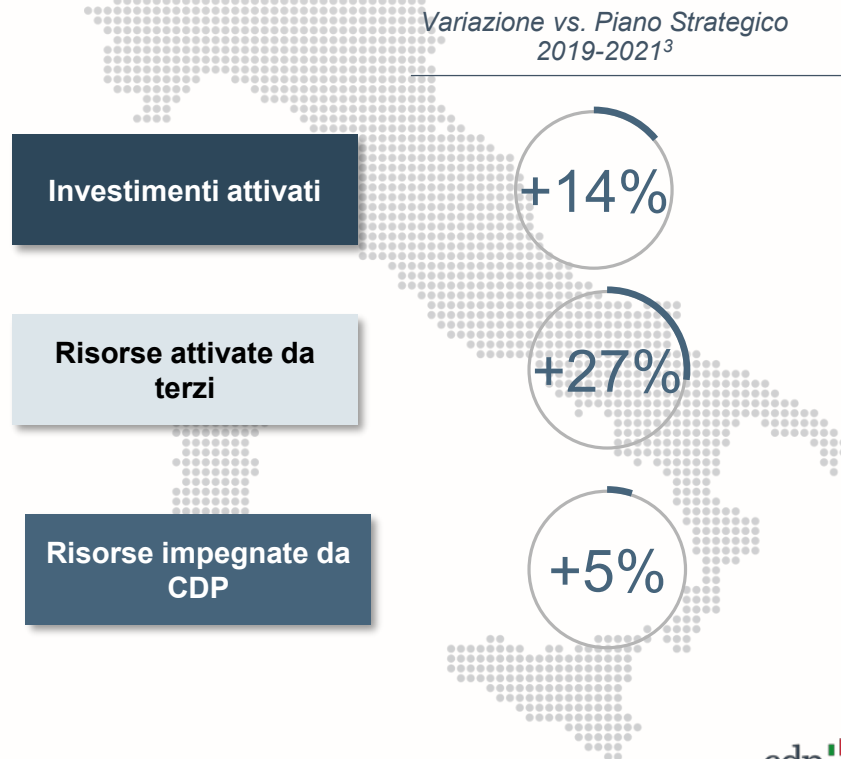 Variazione vs. Piano Strategico
2019-2021³
Investimenti attivati
+14%
Risorse attivate da
terzi
+27%
Risorse impegnate da
CDP
+5%
cdp